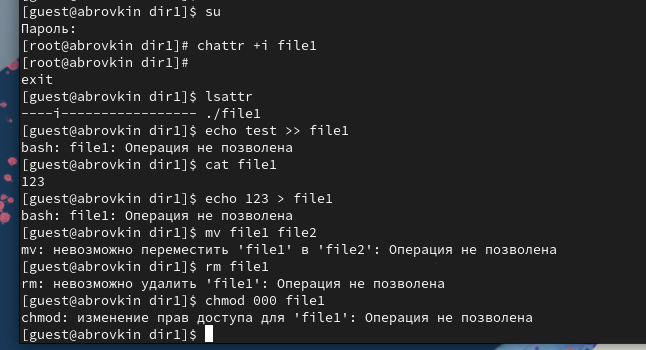 [guest@abrovkin dir1]$ su
Пароль:
[root@abrovkin dir1]# chattr +i file1
[root@abrovkin dir1]#
exit
[guest@abrovkin dir1]$ lsattr
----i----------------- ./file1
[guest@abrovkin dir1]$ echo test >> file1
bash: file1: Операция не позволена
[guest@abrovkin dir1]$ cat file1
123
[guest@abrovkin dir1]$ echo 123 > file1
bash: file1: Операция не позволена
[guest@abrovkin dir1]$ mv file1 file2
mv: невозможно переместить 'file1' в 'file2': Операция не позволена
[guest@abrovkin dir1]$ rm file1
rm: невозможно удалить 'file1': Операция не позволена
[guest@abrovkin dir1]$ chmod 000 file1
chmod: изменение прав доступа для 'file1': Операция не позволена
[guest@abrovkin dir1]$